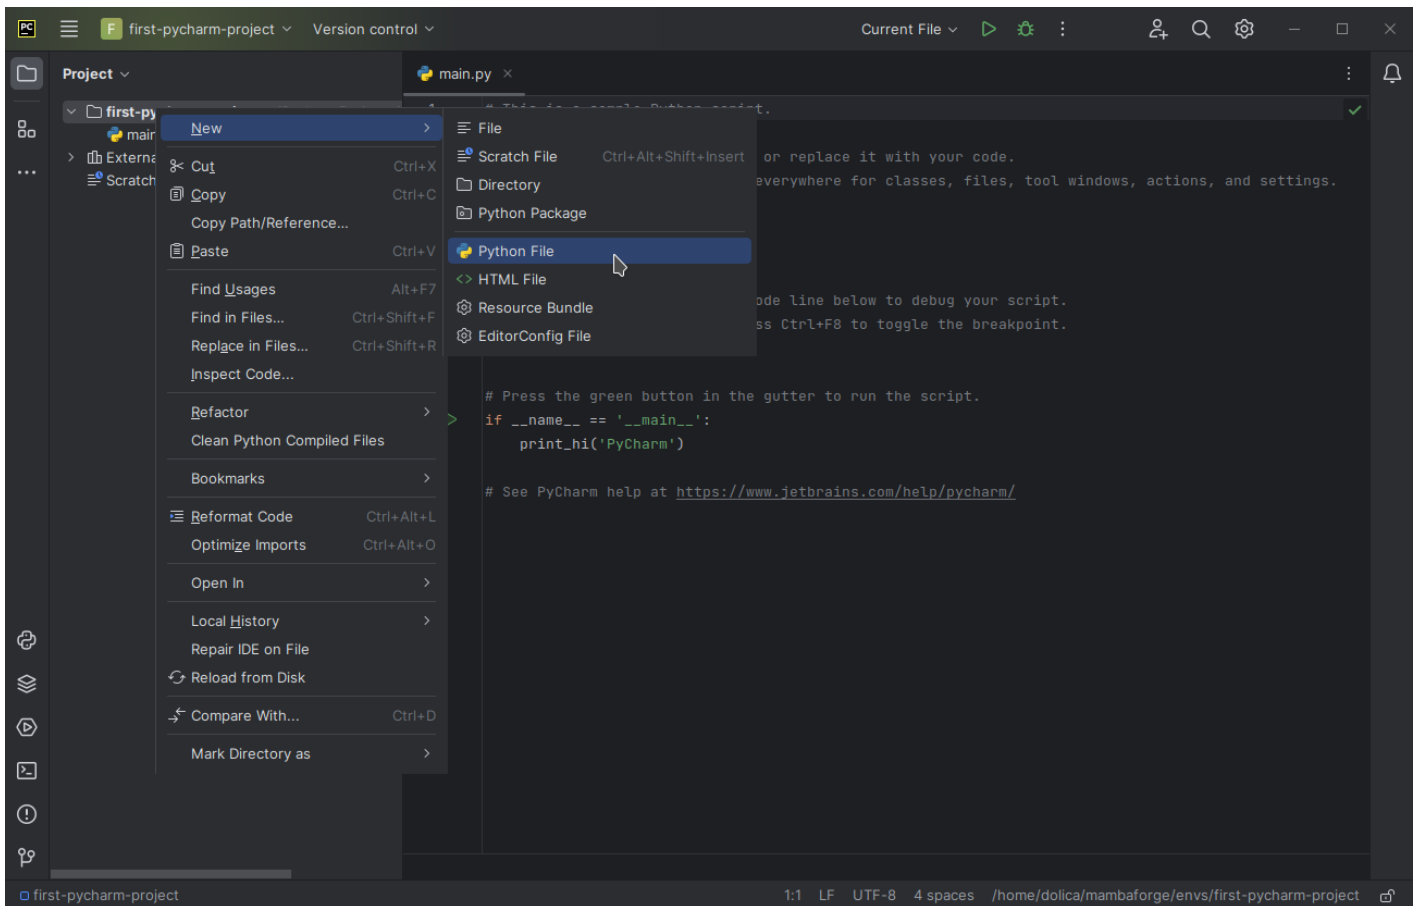 PC F first-pycharm-project Version control Current File
Project
main.py
first-py
main
Externa
Scratch
1
# This is a sample Python script.
or replace it with your code.
everywhere for classes, files, tool windows, actions, and settings.
ode line below to debug your script.
ss Ctrl+F8 to toggle the breakpoint.
# Press the green button in the gutter to run the script.
if __name__ == '__main__':
print_hi('PyCharm')
# See PyCharm help at https://www.jetbrains.com/help/pycharm/
New
Cut Ctrl+X
Copy Ctrl+C
Copy Path/Reference...
Paste Ctrl+V
Find Usages Alt+F7
Find in Files... Ctrl+Shift+F
Replace in Files... Ctrl+Shift+R
Inspect Code...
Refactor
Clean Python Compiled Files
Bookmarks
Reformat Code Ctrl+Alt+L
Optimize Imports Ctrl+Alt+O
Open In
Local History
Repair IDE on File
Reload from Disk
Compare With... Ctrl+D
Mark Directory as
File
Scratch File Ctrl+Alt+Shift+Insert
Directory
Python Package
Python File
HTML File
Resource Bundle
EditorConfig File
first-pycharm-project 1:1 LF UTF-8 4 spaces /home/dolica/mambaforge/envs/first-pycharm-project